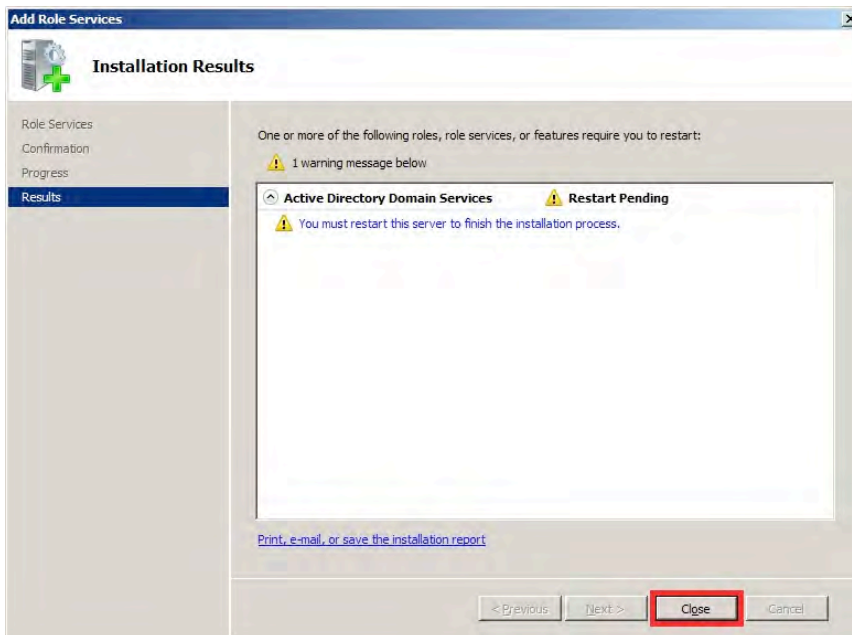 Add Role Services
Installation Results
Role Services
Confirmation
Progress
Results
One or more of the following roles, role services, or features require you to restart:
1 warning message below
Active Directory Domain Services Restart Pending
You must restart this server to finish the installation process.
Print, e-mail, or save the installation report
< Previous Next > Close Cancel